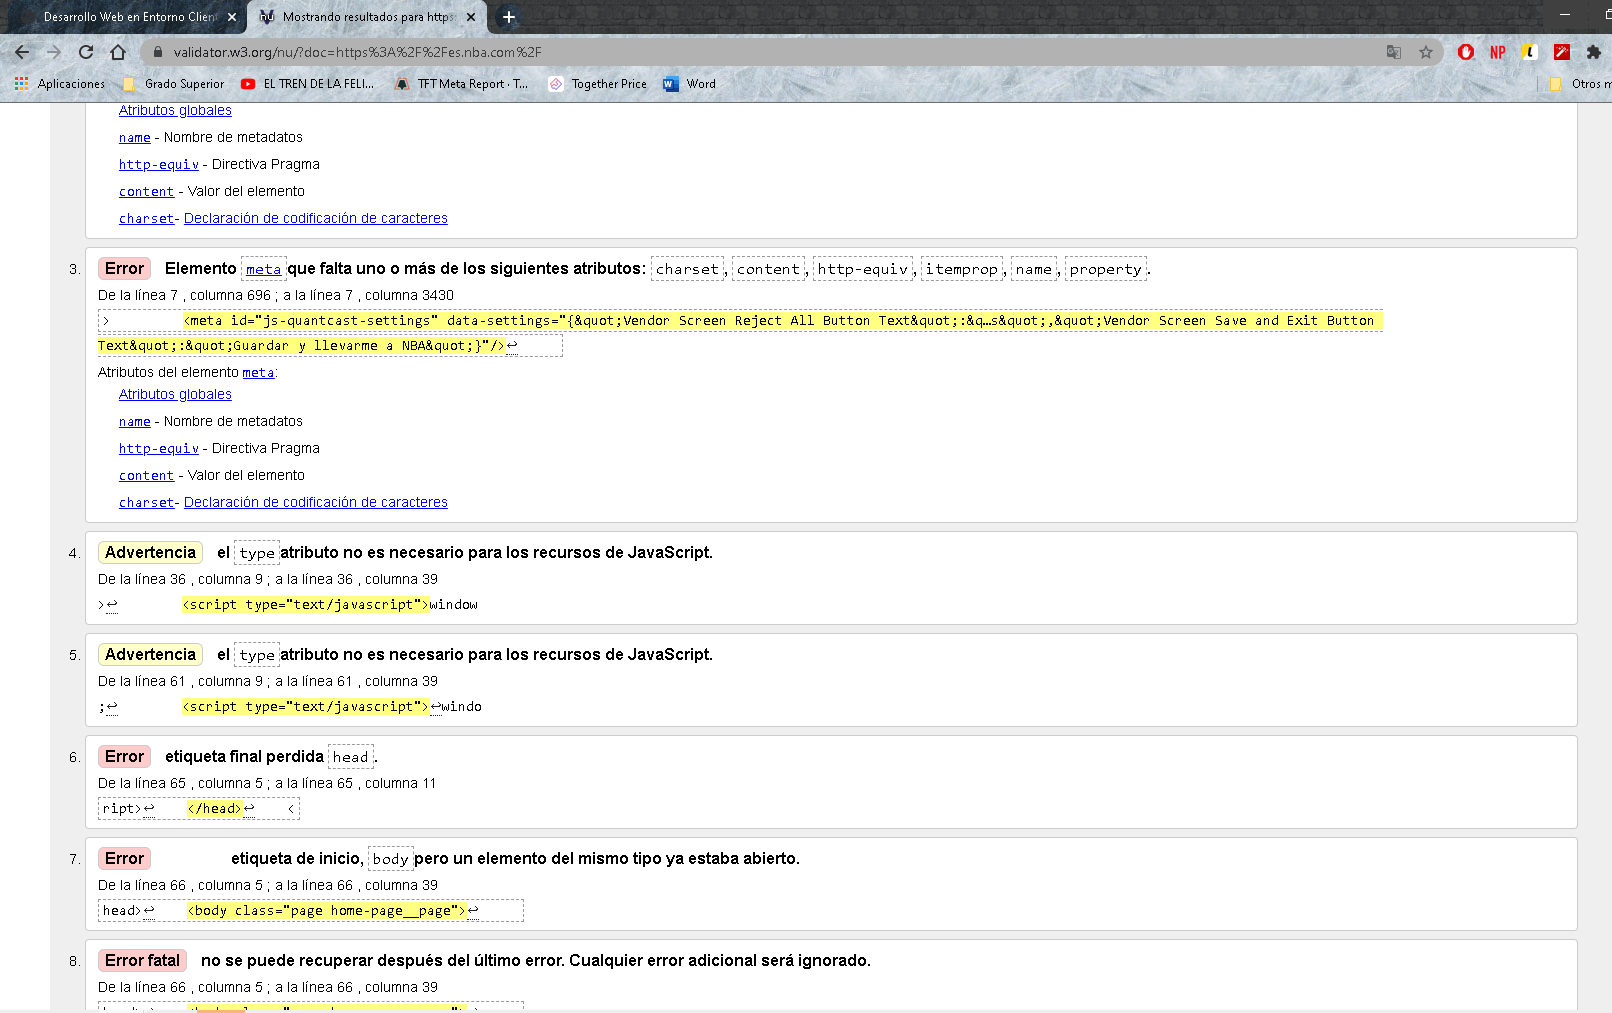 Desarrollo Web en Entorno Client
Mostrando resultados para https:
validator.w3.org/nu/?doc=https%3A%2F%2Fes.nba.com%2F
Aplicaciones Grado Superior EL TREN DE LA FELI... TFT Meta Report · T... Together Price Word Otros m
Atributos globales
name - Nombre de metadatos
http-equiv - Directiva Pragma
content - Valor del elemento
charset- Declaración de codificación de caracteres
3. Error Elemento meta que falta uno o más de los siguientes atributos: charset, content, http-equiv, itemprop, name, property.
De la línea 7 , columna 696 ; a la línea 7 , columna 3430
> <meta id="js-quantcast-settings" data-settings="{&quot;Vendor Screen Reject All Button Text&quot;:&q…s&quot;,&quot;Vendor Screen Save and Exit Button
Text&quot;:&quot;Guardar y llevarme a NBA&quot;}"/>↩
Atributos del elemento meta:
Atributos globales
name - Nombre de metadatos
http-equiv - Directiva Pragma
content - Valor del elemento
charset- Declaración de codificación de caracteres
4. Advertencia el type atributo no es necesario para los recursos de JavaScript.
De la línea 36 , columna 9 ; a la línea 36 , columna 39
>↩ <script type="text/javascript">window
5. Advertencia el type atributo no es necesario para los recursos de JavaScript.
De la línea 61 , columna 9 ; a la línea 61 , columna 39
;↩ <script type="text/javascript">↩windo
6. Error etiqueta final perdida head.
De la línea 65 , columna 5 ; a la línea 65 , columna 11
ript>↩ </head>↩ <
7. Error etiqueta de inicio, body pero un elemento del mismo tipo ya estaba abierto.
De la línea 66 , columna 5 ; a la línea 66 , columna 39
head>↩ <body class="page home-page__page">↩
8. Error fatal no se puede recuperar después del último error. Cualquier error adicional será ignorado.
De la línea 66 , columna 5 ; a la línea 66 , columna 39